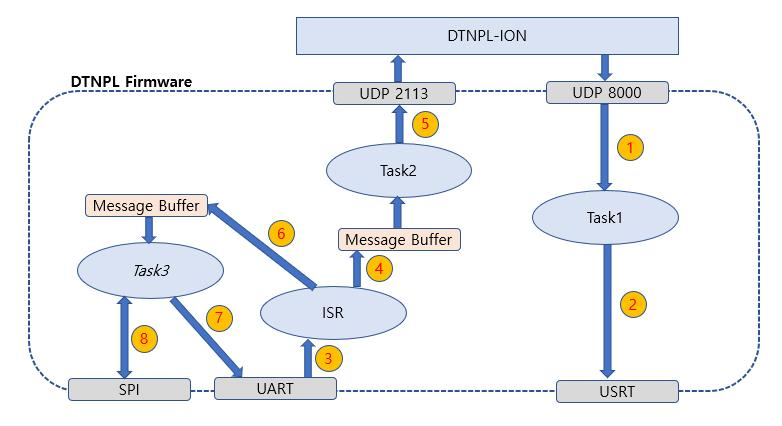 DTNPL-ION
DTNPL Firmware
UDP 2113
UDP 8000
5
1
Task2
Message Buffer
Task1
6
Message Buffer
Task3
4
7
ISR
2
8
3
SPI
UART
USRT